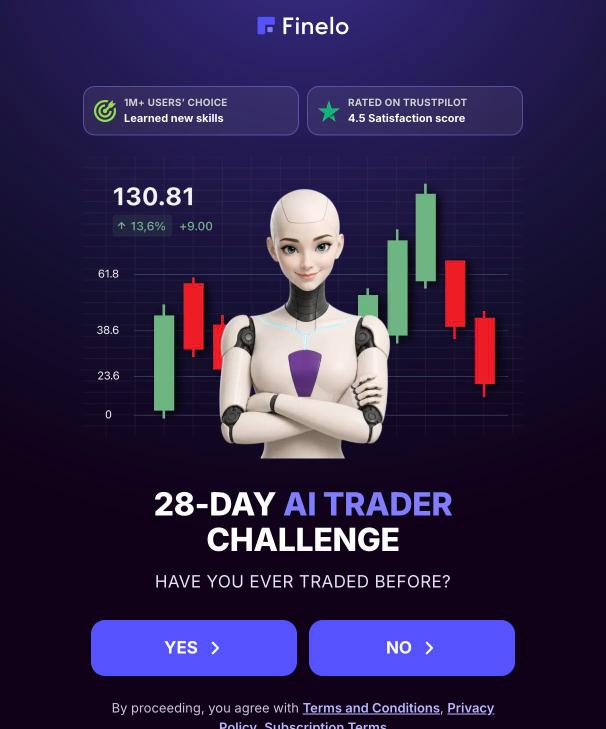 Finelo
1M+ USERS' CHOICE
Learned new skills
RATED ON TRUSTPILOT
4.5 Satisfaction score
130.81
↑ 13,6% +9.00
61.8
38.6
23.6
0
28-DAY AI TRADER
CHALLENGE
HAVE YOU EVER TRADED BEFORE?
YES >
NO >
By proceeding, you agree with Terms and Conditions, Privacy
Policy, Subscription Terms